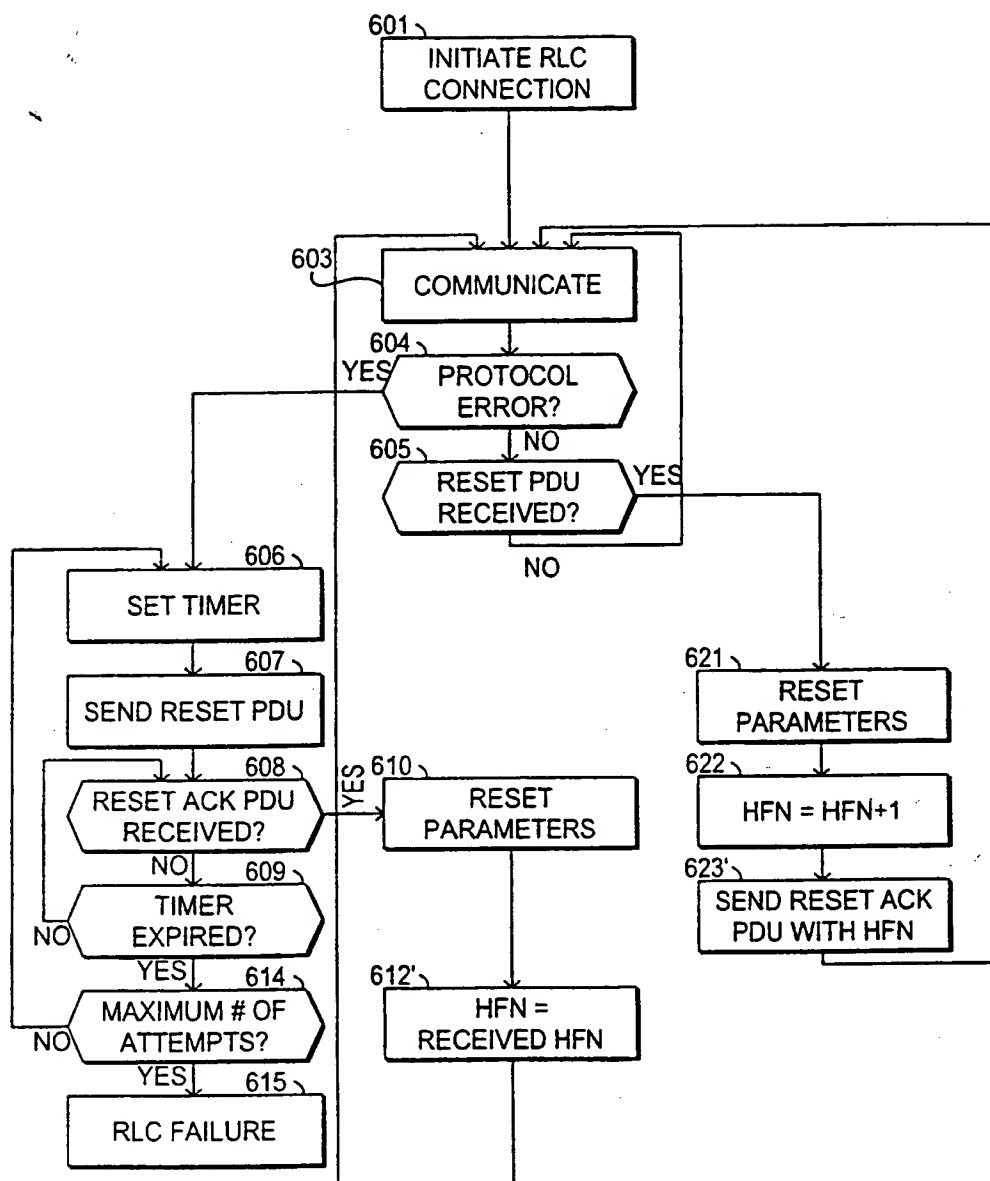 601
INITIATE RLC
CONNECTION
603
COMMUNICATE
604
YES
PROTOCOL
ERROR?
NO
605
YES
RESET PDU
RECEIVED?
NO
606
SET TIMER
607
SEND RESET PDU
608
RESET ACK PDU
RECEIVED?
YES
NO
609
TIMER
EXPIRED?
NO
YES
614
MAXIMUM # OF
ATTEMPTS?
NO
YES
615
RLC FAILURE
610
RESET
PARAMETERS
612'
HFN =
RECEIVED HFN
621
RESET
PARAMETERS
622
HFN = HFN+1
623'
SEND RESET ACK
PDU WITH HFN